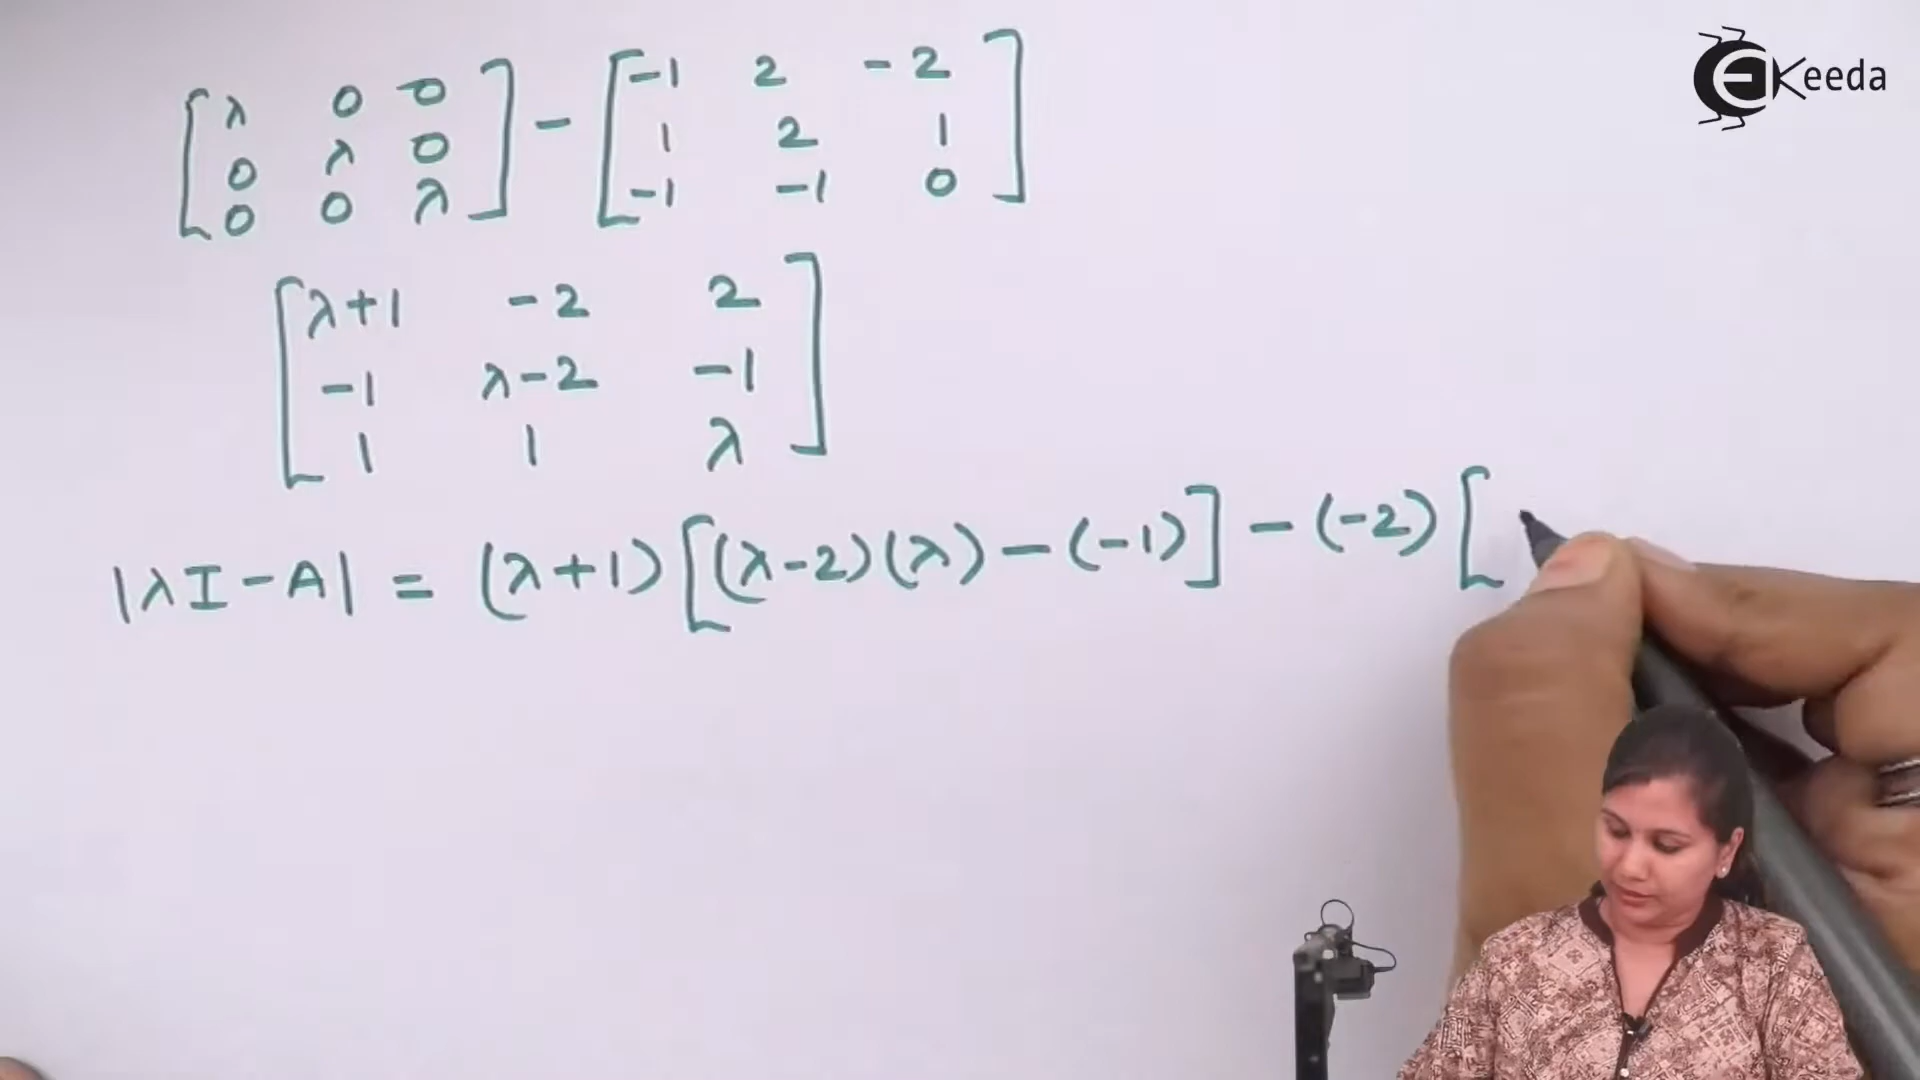 EKeeda
[λ 0 0] - [-1 2 -2]
[0 λ 0] [1 2 1]
[0 0 λ] [-1 -1 0]
[λ+1 -2 2]
[-1 λ-2 -1]
[1 1 λ]
|λI-A| = (λ+1)[(λ-2)(λ)-(-1)]-(-2)[